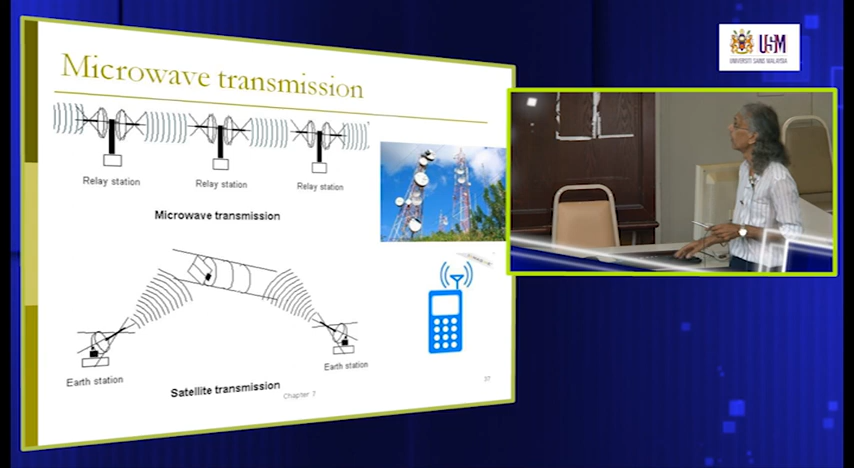 Microwave transmission
Relay station
Relay station
Relay station
Microwave transmission
Earth station
Earth station
Satellite transmission
Chapter 7
37
USM
UNIVERSITI SAINS MALAYSIA